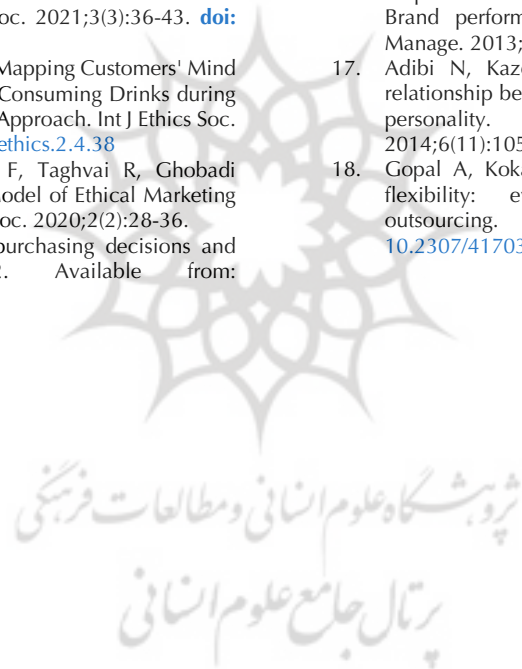 oc. 2021;3(3):36-43. doi:
Mapping Customers' Mind
Consuming Drinks during
Approach. Int J Ethics Soc.
ethics.2.4.38
F, Taghvai R, Ghobadi
Model of Ethical Marketing
oc. 2020;2(2):28-36.
purchasing decisions and
Available from:
Brand perform
Manage. 2013;
17. Adibi N, Kaz
relationship be
personality.
2014;6(11):105
18. Gopal A, Koka
flexibility: ev
outsourcing.
10.2307/41703
پژوهشگاه علوم انسانی و مطالعات فرهنگی
پرتال جامع علوم انسانی